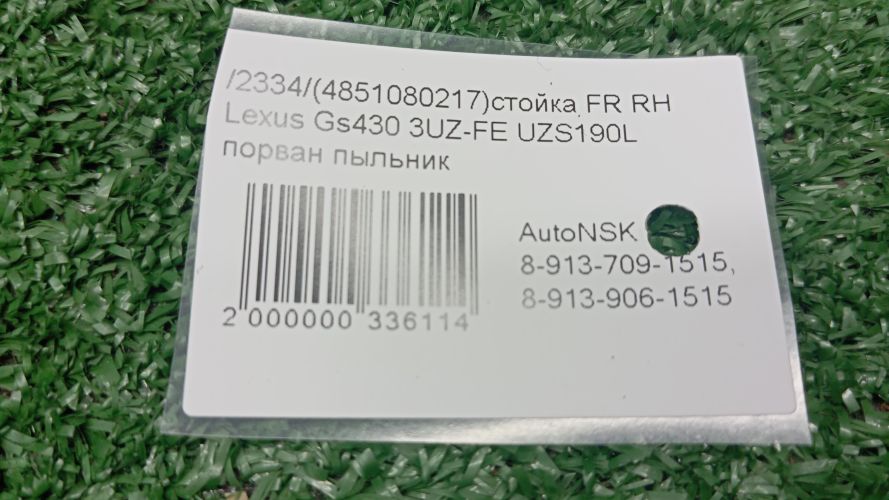 /2334/(4851080217)стойка FR RH
Lexus Gs430 3UZ-FE UZS190L
порван пыльник
AutoNSK
8-913-709-1515,
8-913-906-1515
2 000000 336114